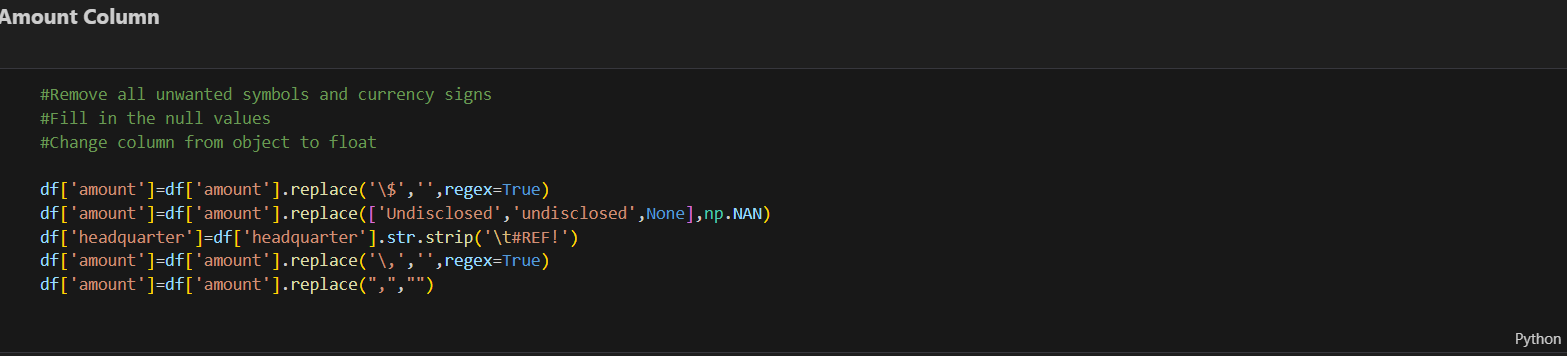 Amount Column
#Remove all unwanted symbols and currency signs
#Fill in the null values
#Change column from object to float
df['amount']=df['amount'].replace('\$','',regex=True)
df['amount']=df['amount'].replace(['Undisclosed','undisclosed',None],np.NAN)
df['headquarter']=df['headquarter'].str.strip('\t#REF!')
df['amount']=df['amount'].replace('\,','',regex=True)
df['amount']=df['amount'].replace(",","")
Python